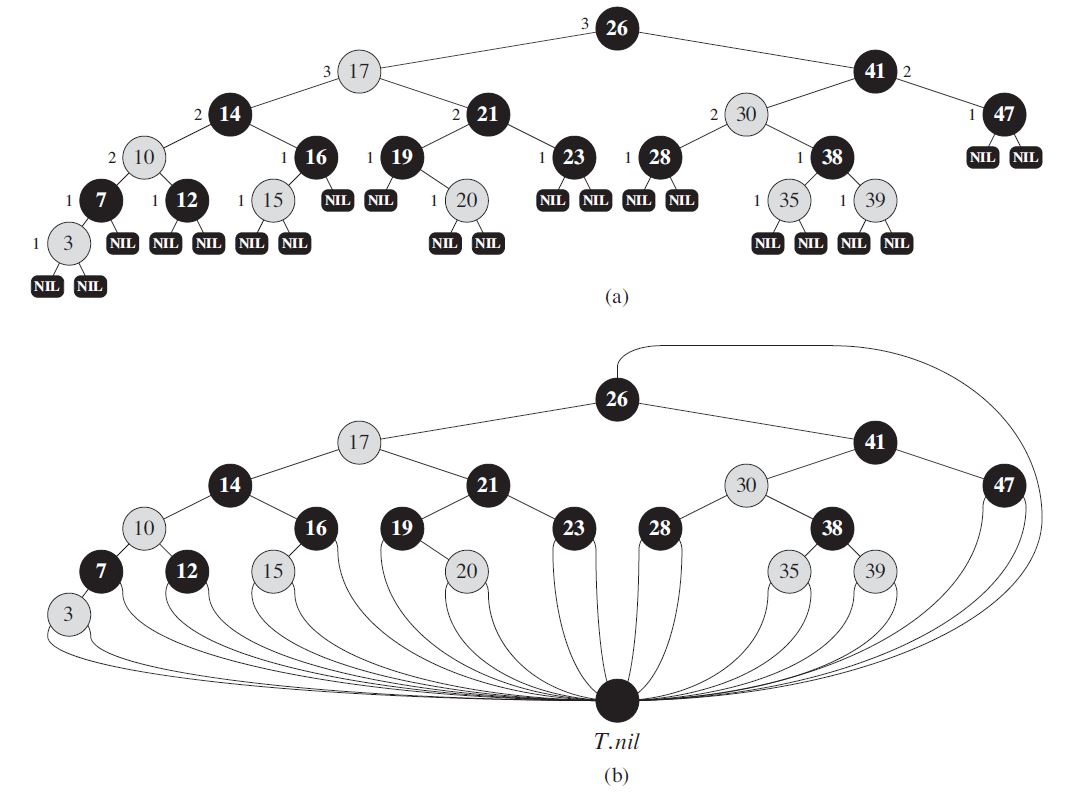 3 26
3 17 41 2
2 14 2 21 2 30 1 47
2 10 1 16 1 19 1 23 1 28 1 38 NIL NIL
1 7 1 12 1 15 NIL NIL 1 20 NIL NIL NIL NIL 1 35 1 39
1 3 NIL NIL NIL NIL NIL NIL NIL NIL NIL NIL NIL
NIL NIL
(a)
26
17 41
14 21 30 47
10 16 19 23 28 38
7 12 15 20 35 39
3
T.nil
(b)